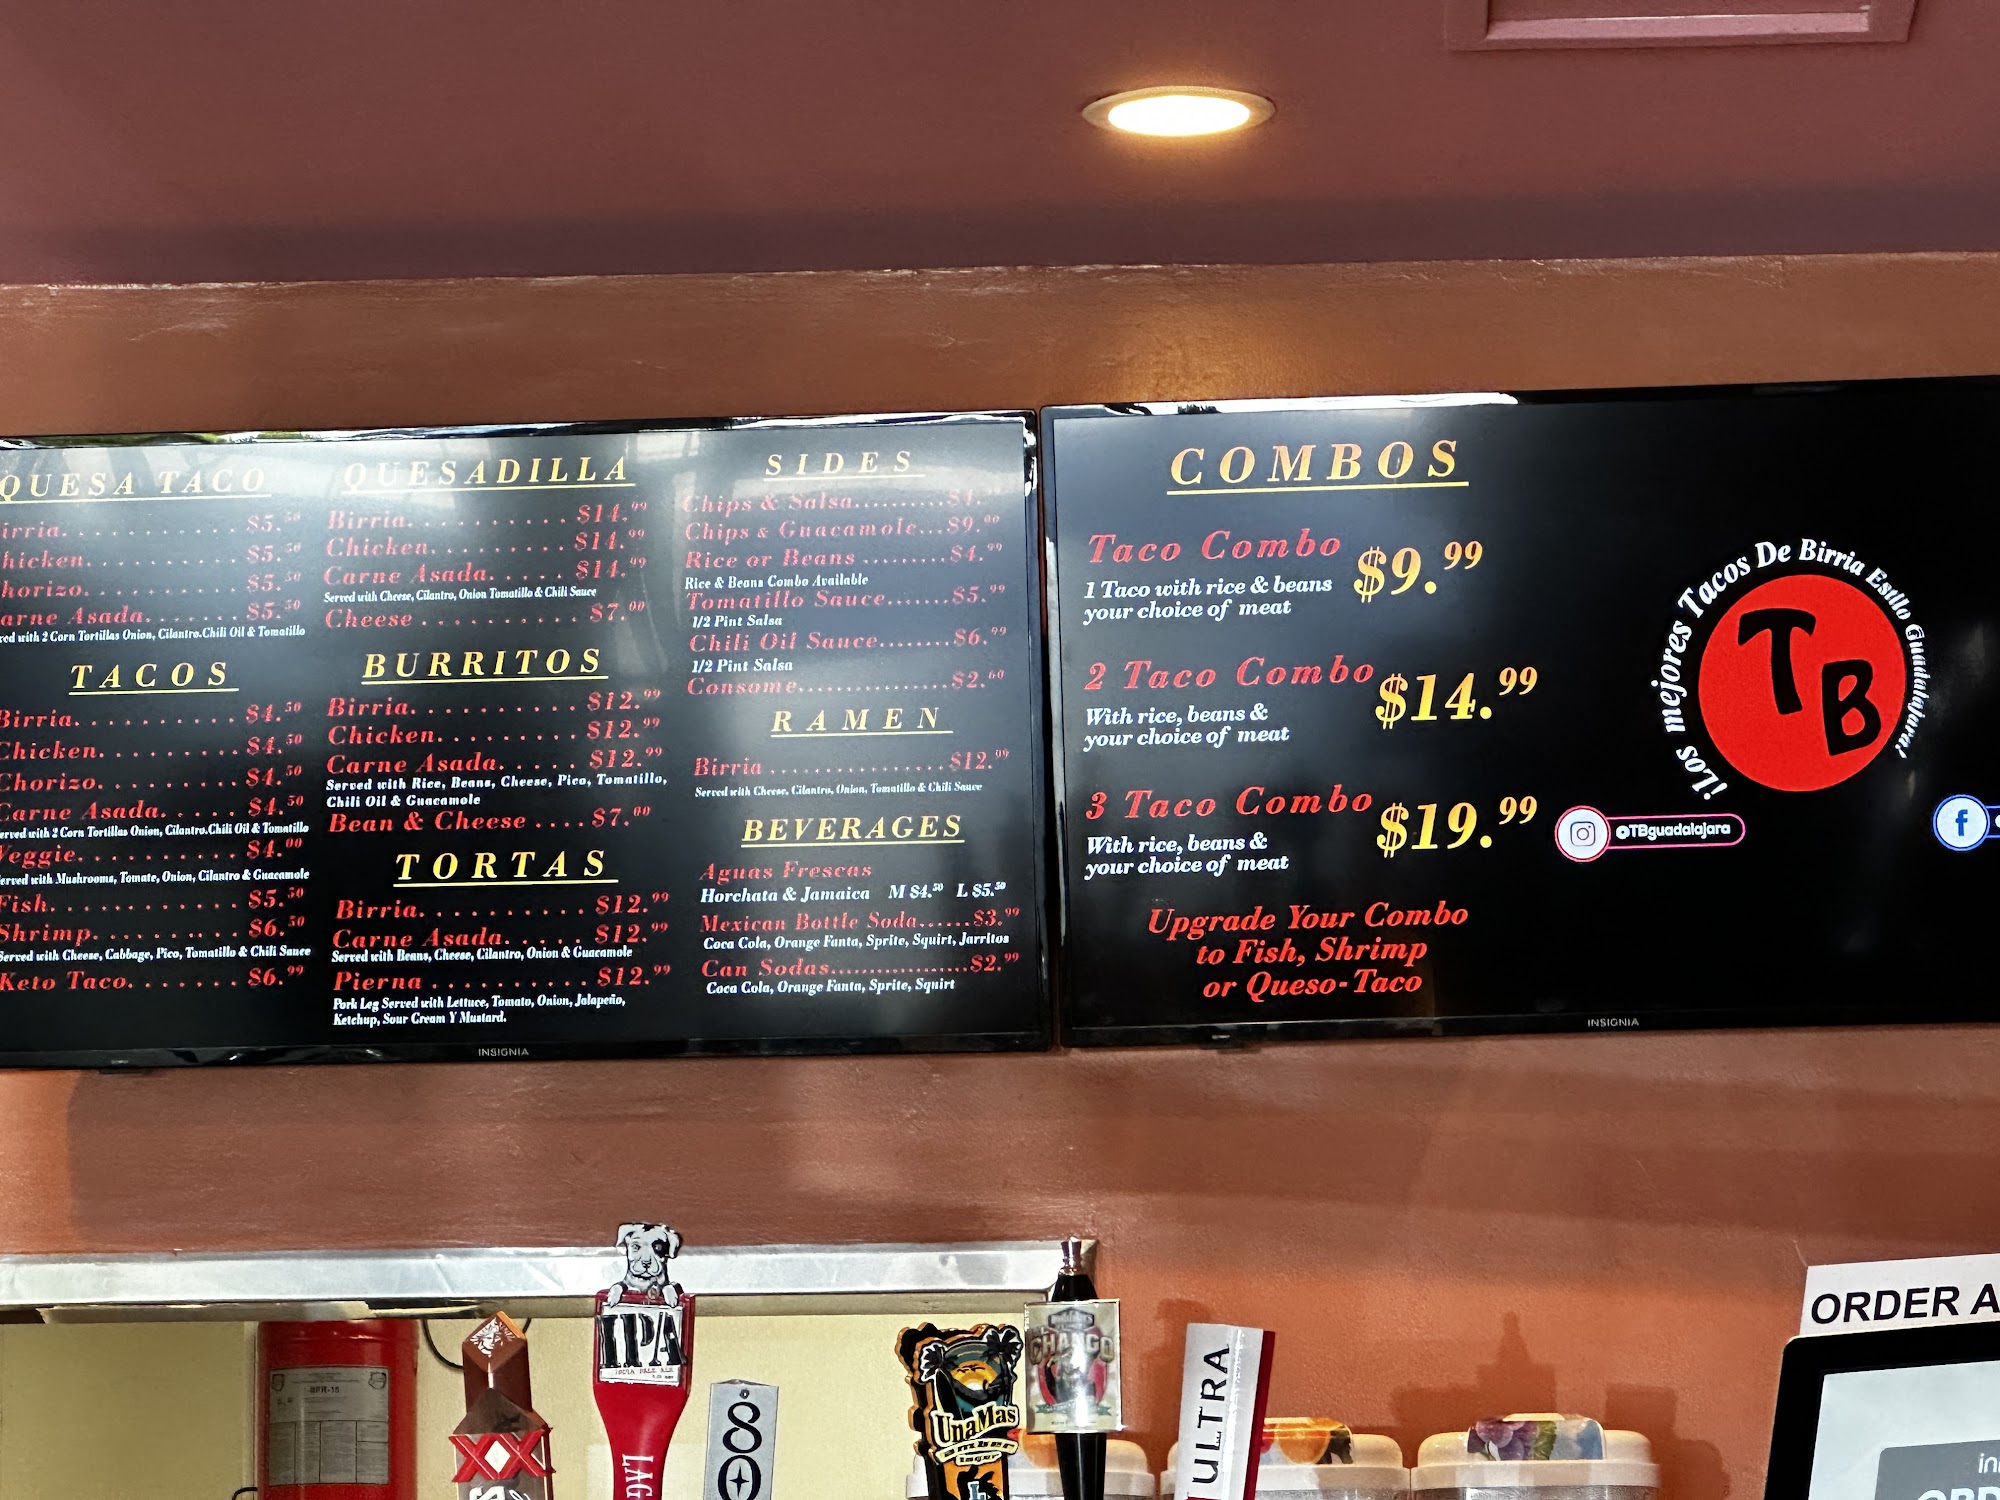 QUESA TACO
irria. . . . . . . . . . $5.50
hicken. . . . . . . . . $5.50
horizo. . . . . . . . . $5.50
arne Asada. . . . . $5.50
ved with 2 Corn Tortillas Onion, Cilantro.Chili Oil & Tomatillo
TACOS
Birria. . . . . . . . . . $4.50
Chicken. . . . . . . . . $4.50
Chorizo. . . . . . . . . $4.50
Carne Asada. . . . . $4.50
erved with 2 Corn Tortillas Onion, Cilantro.Chili Oil & Tomatillo
Veggie. . . . . . . . . . $4.00
erved with Mushrooms, Tomate, Onion, Cilantro & Guacamole
Fish. . . . . . . . . . . . $5.50
Shrimp. . . . . . . . . $6.50
Served with Cheese, Cabbage, Pico, Tomatillo & Chili Sauce
Keto Taco. . . . . . . $6.99
QUESADILLA
Birria. . . . . . . . . . $14.99
Chicken. . . . . . . . . $14.99
Carne Asada. . . . . $14.99
Served with Cheese, Cilantro, Onion Tomatillo & Chili Sauce
Cheese . . . . . . . . . . $7.00
BURRITOS
Birria. . . . . . . . . . $12.99
Chicken. . . . . . . . . $12.99
Carne Asada. . . . . $12.99
Served with Rice, Beans, Cheese, Pico, Tomatillo,
Chili Oil & Guacamole
Bean & Cheese . . . . $7.00
TORTAS
Birria. . . . . . . . . . $12.99
Carne Asada. . . . . $12.99
Served with Beans, Cheese, Cilantro, Onion & Guacamole
Pierna . . . . . . . . . . $12.99
Pork Leg Served with Lettuce, Tomato, Onion, Jalapeño,
Ketchup, Sour Cream Y Mustard.
SIDES
Chips & Salsa..........$4.
Chips & Guacamole...$9.00
Rice or Beans .........$4.99
Rice & Beans Combo Available
Tomatillo Sauce.......$5.99
1/2 Pint Salsa
Chili Oil Sauce........$6.99
1/2 Pint Salsa
Consome.................$2.60
RAMEN
Birria ....................$12.99
Served with Cheese, Cilantro, Onion, Tomatillo & Chili Sauce
BEVERAGES
Aguas Frescas
Horchata & Jamaica M $4.50 L $5.50
Mexican Bottle Soda......$3.99
Coca Cola, Orange Fanta, Sprite, Squirt, Jarritos
Can Sodas.................$2.99
Coca Cola, Orange Fanta, Sprite, Squirt
INSIGNIA
COMBOS
Taco Combo $9.99
1 Taco with rice & beans
your choice of meat
2 Taco Combo $14.99
With rice, beans &
your choice of meat
3 Taco Combo $19.99
With rice, beans &
your choice of meat
Upgrade Your Combo
to Fish, Shrimp
or Queso-Taco
¡Los mejores Tacos De Birria Estilo Guadalajara!
TB
@TBguadalajara
f
INSIGNIA
BFR-15
XX
IPA
INDIA PALE ALE
LAG
UnaMas
amber
lager
CHANGO
ULTRA
ORDER A